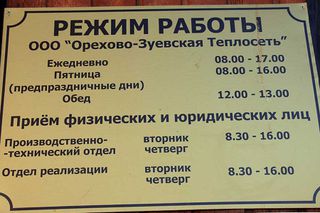 РЕЖИМ РАБОТЫ
ООО "Орехово-Зуевская Теплосеть"
Ежедневно 08.00 - 17.00
Пятница 08.00 - 16.00
(предпраздничные дни)
Обед 12.00 - 13.00
Приём физических и юридических лиц
Производственно- вторник 8.30 - 16.00
-технический отдел четверг
Отдел реализации вторник 8.30 - 16.00
четверг